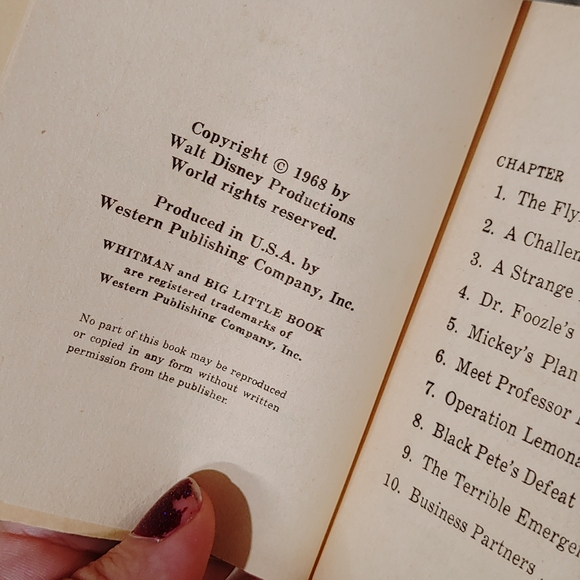 Copyright © 1968 by
Walt Disney Productions
World rights reserved.
Produced in U.S.A. by
Western Publishing Company, Inc.
WHITMAN and BIG LITTLE BOOK
are registered trademarks of
Western Publishing Company, Inc.
No part of this book may be reproduced
or copied in any form without written
permission from the publisher.
CHAPTER
1. The
2. A
3. A Strange
4. Dr. Foozle's
5. Mickey's Plan
6. Meet Professor
7. Operation
8. Black Pete's Defeat
9. The Terrible
10. Business Partners